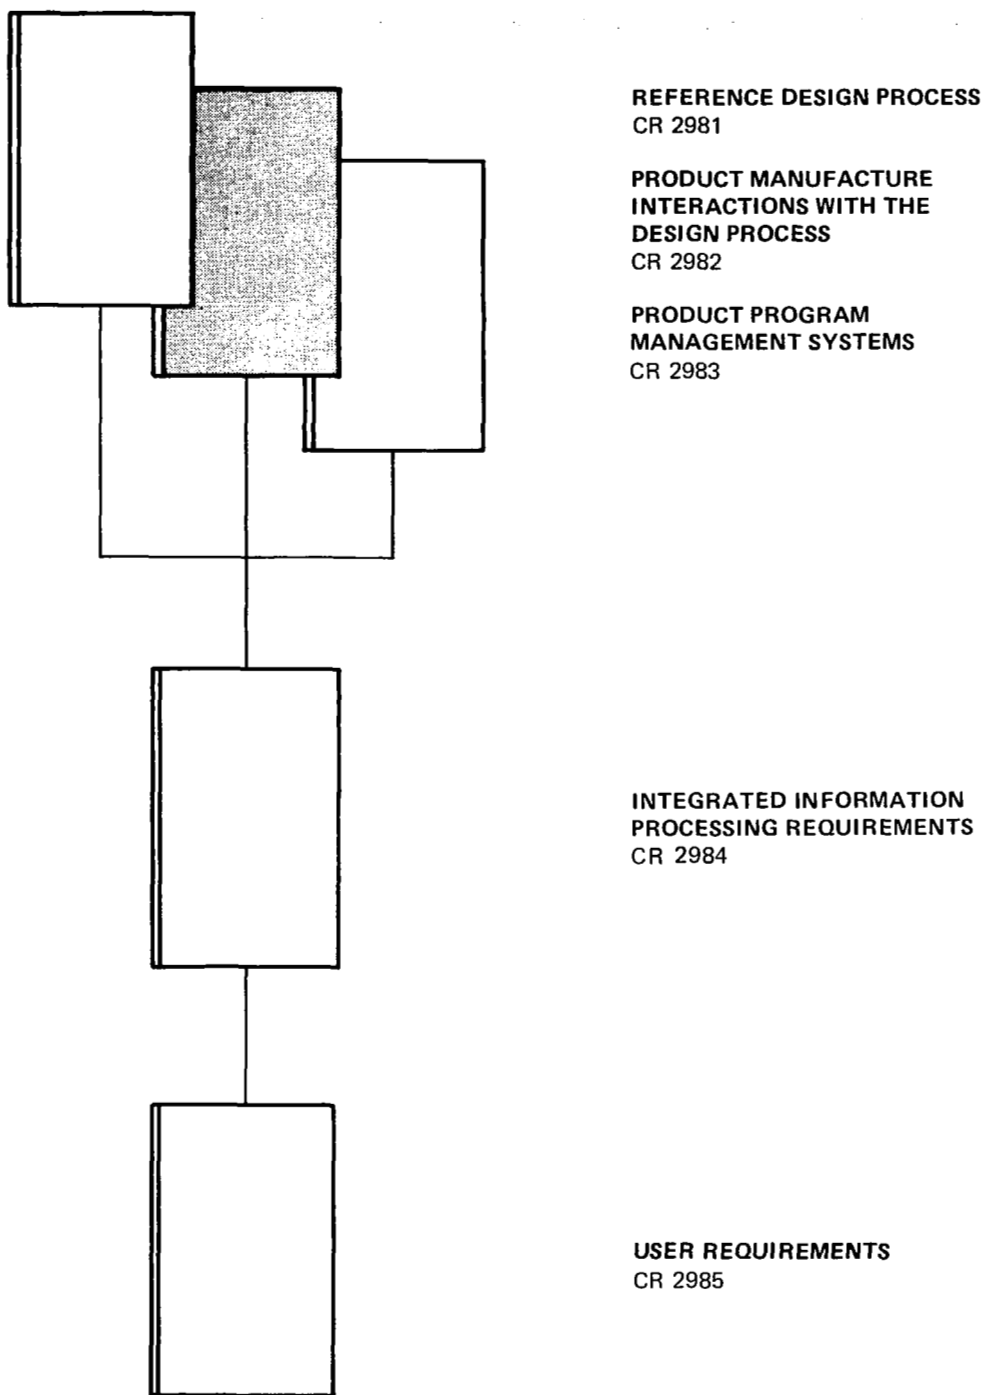 REFERENCE DESIGN PROCESS
CR 2981
PRODUCT MANUFACTURE
INTERACTIONS WITH THE
DESIGN PROCESS
CR 2982
PRODUCT PROGRAM
MANAGEMENT SYSTEMS
CR 2983
INTEGRATED INFORMATION
PROCESSING REQUIREMENTS
CR 2984
USER REQUIREMENTS
CR 2985